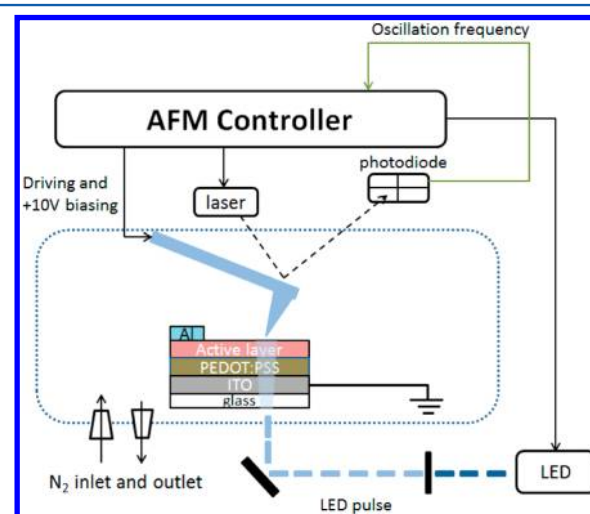 Oscillation frequency
AFM Controller
photodiode
Driving and
+10V biasing
laser
Al
Active layer
PEDOT:PSS
ITO
glass
N₂ inlet and outlet
LED
LED pulse